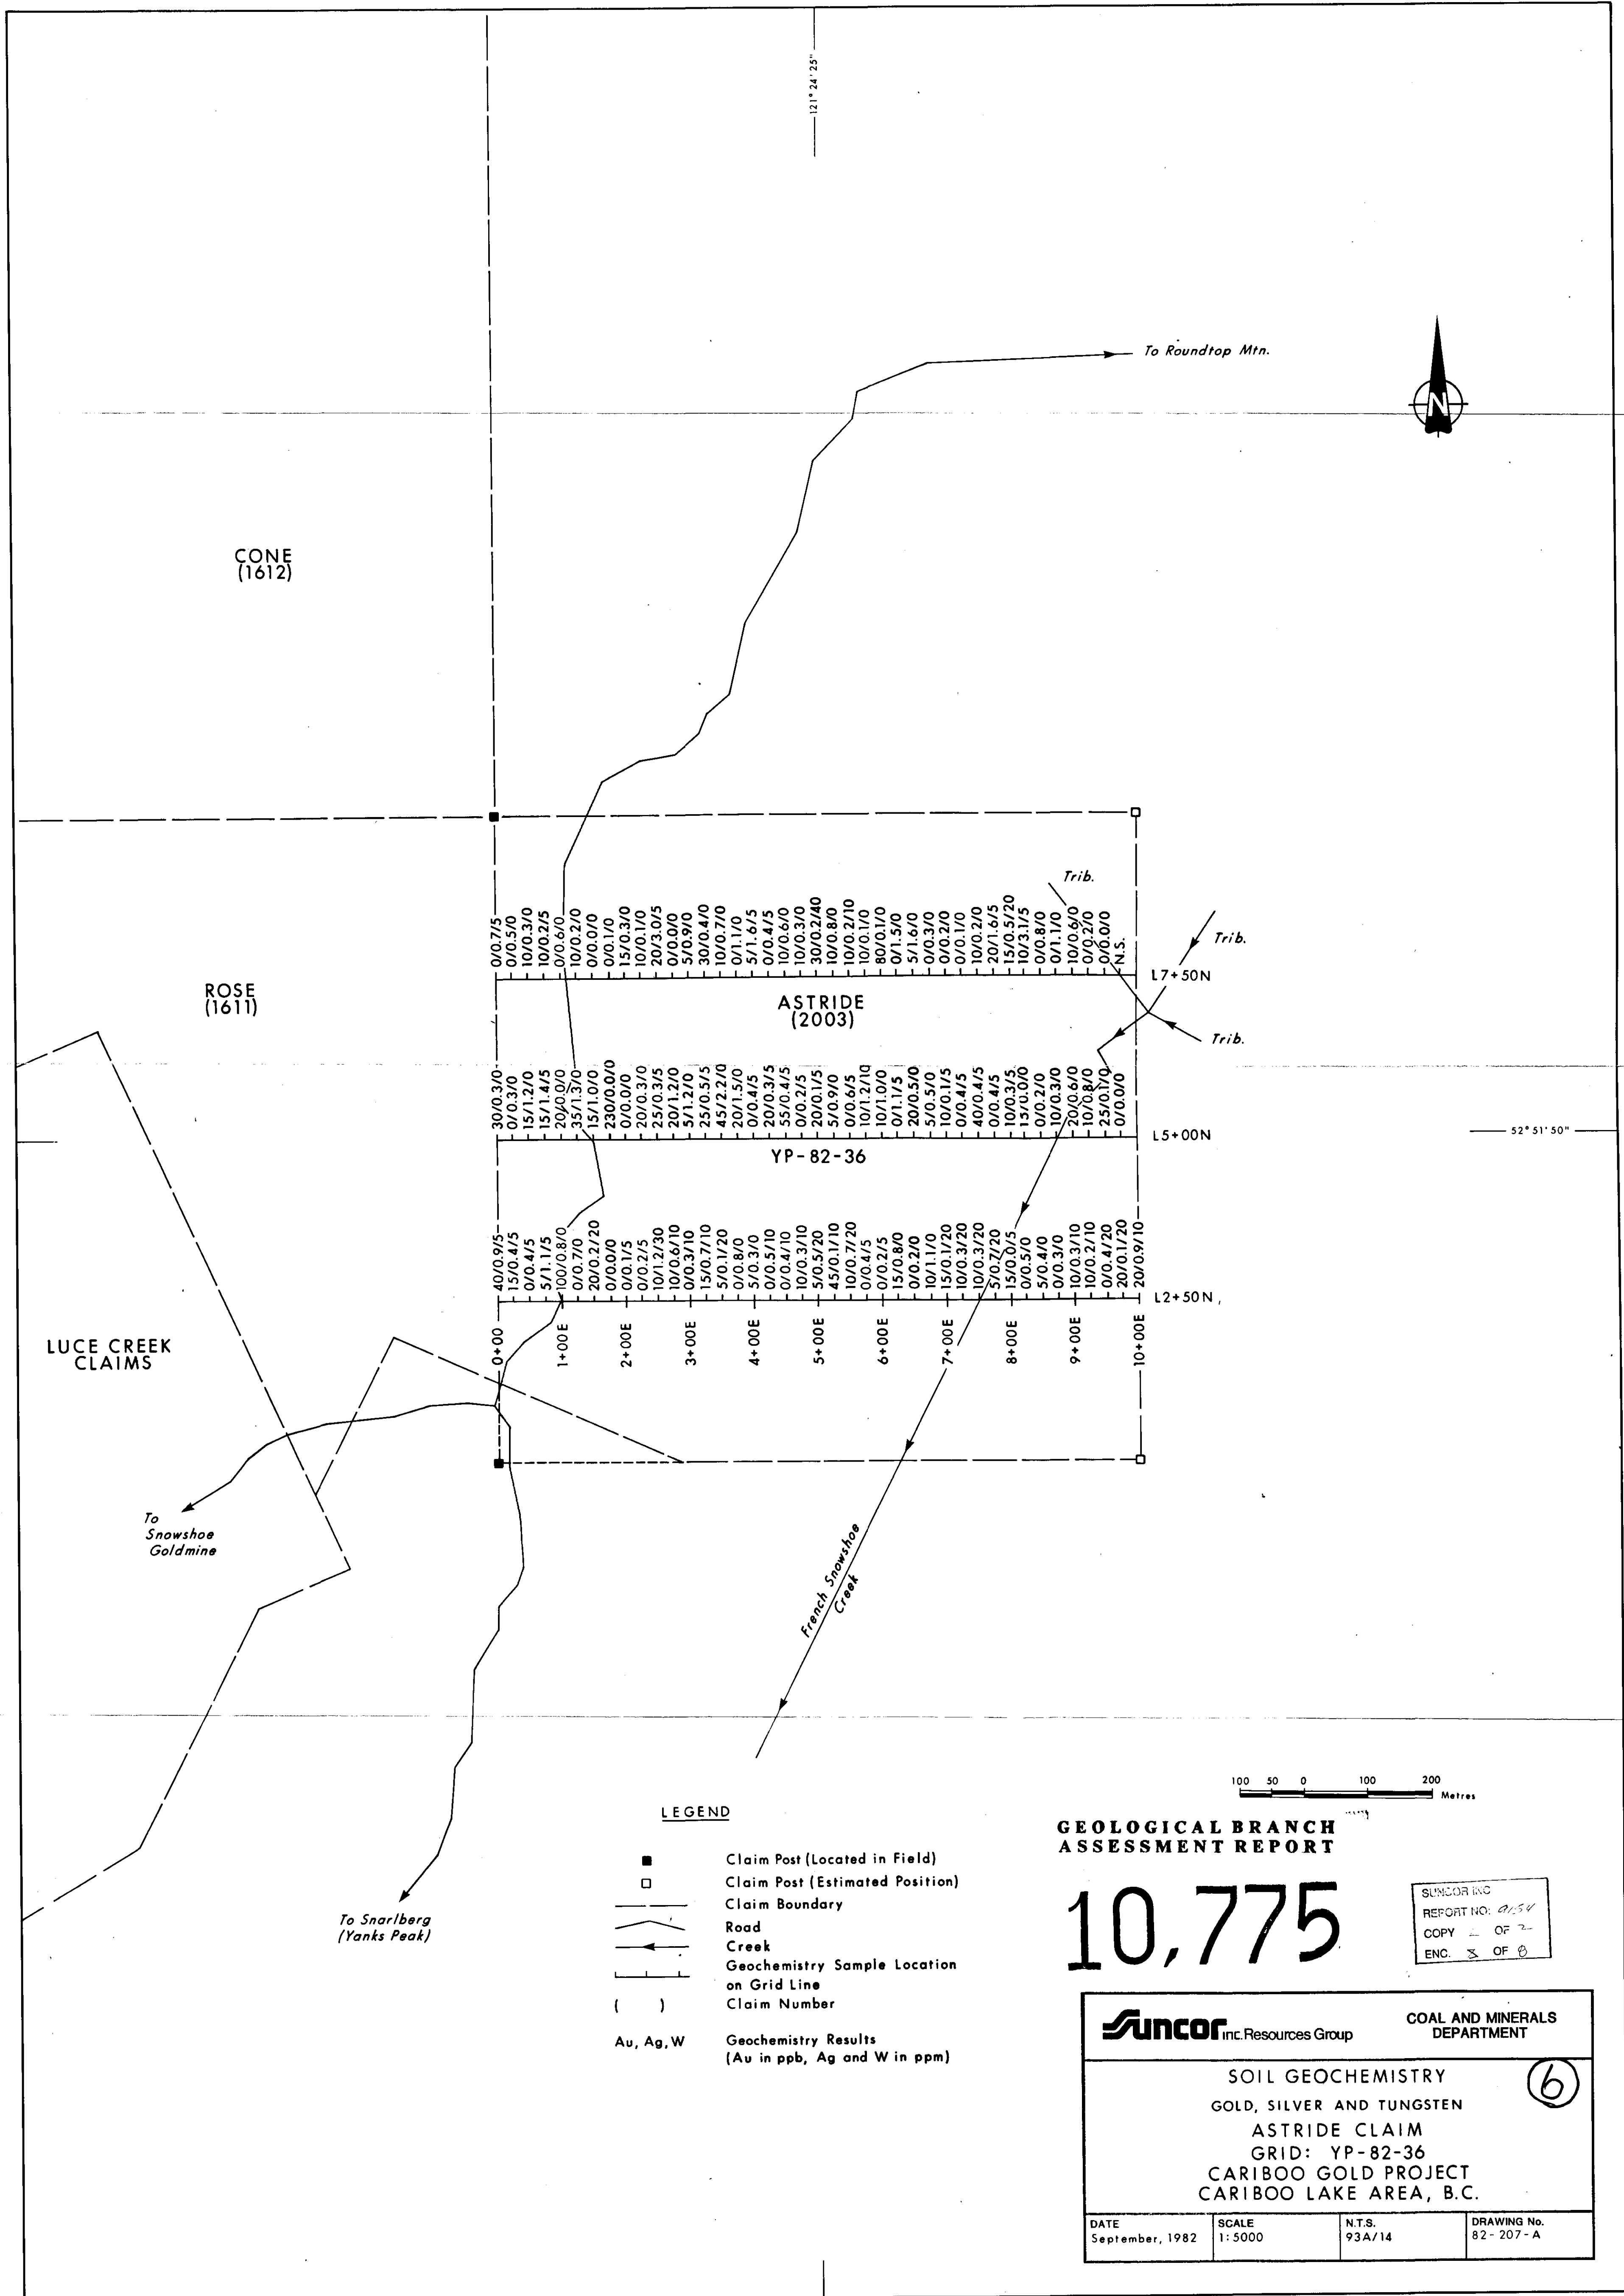 121° 24' 25"
To Roundtop Mtn.
N
CONE
(1612)
Trib.
Trib.
Trib.
0/0.7/5
0/0.5/0
10/0.3/0
10/0.2/5
0/0.6/0
10/0.2/0
0/0.0/0
0/0.1/0
15/0.3/0
10/0.1/0
20/3.0/5
0/0.0/0
5/0.9/0
30/0.4/0
10/0.7/0
0/1.1/0
5/1.6/5
0/0.4/5
10/0.6/0
10/0.3/0
30/0.2/40
10/0.8/0
10/0.2/10
10/0.1/0
80/0.1/0
0/1.5/0
5/1.6/0
0/0.3/0
0/0.2/0
0/0.1/0
10/0.2/0
20/1.6/5
15/0.5/20
10/3.1/5
0/0.8/0
0/1.1/0
10/0.6/0
0/0.2/0
0/0.0/0
N.S.
L7+50N
ROSE
(1611)
ASTRIDE
(2003)
30/0.3/0
0/0.3/0
15/1.2/0
15/1.4/5
20/0.0/0
35/1.3/0
15/1.0/0
230/0.0/0
0/0.0/0
20/0.3/0
25/0.3/5
20/1.2/0
5/1.2/0
25/0.5/5
45/2.2/0
20/1.5/0
0/0.4/5
20/0.3/5
55/0.4/5
0/0.2/5
20/0.1/5
5/0.9/0
0/0.6/5
10/1.2/10
10/1.0/0
0/1.1/5
20/0.5/0
5/0.5/0
10/0.1/5
0/0.4/5
40/0.4/5
0/0.4/5
10/0.3/5
15/0.0/0
0/0.2/0
10/0.3/0
20/0.6/0
10/0.8/0
25/0.1/0
0/0.0/0
L5+00N
52° 51' 50"
YP-82-36
40/0.9/5
15/0.4/5
0/0.4/5
5/1.1/5
100/0.8/0
0/0.7/0
20/0.2/20
0/0.0/0
0/0.1/5
0/0.2/5
10/1.2/30
10/0.6/10
0/0.3/10
15/0.7/10
5/0.1/20
0/0.8/0
5/0.3/0
0/0.5/10
0/0.4/10
10/0.3/10
5/0.5/20
45/0.1/10
10/0.7/20
0/0.4/5
0/0.2/5
15/0.8/0
0/0.2/0
10/1.1/0
15/0.1/20
10/0.3/20
10/0.3/20
5/0.7/20
15/0.0/5
0/0.5/0
5/0.4/0
0/0.3/0
10/0.3/10
10/0.2/10
0/0.4/20
20/0.1/20
20/0.9/10
L2+50N
0+00
1+00E
2+00E
3+00E
4+00E
5+00E
6+00E
7+00E
8+00E
9+00E
10+00E
LUCE CREEK
CLAIMS
To
Snowshoe
Goldmine
French Snowshoe
Creek
To Snarlberg
(Yanks Peak)
100 50 0 100 200
Metres
LEGEND
Claim Post (Located in Field)
Claim Post (Estimated Position)
Claim Boundary
Road
Creek
Geochemistry Sample Location
on Grid Line
( ) Claim Number
Au, Ag, W Geochemistry Results
(Au in ppb, Ag and W in ppm)
GEOLOGICAL BRANCH
ASSESSMENT REPORT
10,775
SUNCOR INC
REPORT NO:
COPY OF 2
ENC. OF 8
Suncor inc. Resources Group
COAL AND MINERALS
DEPARTMENT
SOIL GEOCHEMISTRY
6
GOLD, SILVER AND TUNGSTEN
ASTRIDE CLAIM
GRID: YP-82-36
CARIBOO GOLD PROJECT
CARIBOO LAKE AREA, B.C.
DATE
September, 1982
SCALE
1:5000
N.T.S.
93A/14
DRAWING No.
82-207-A